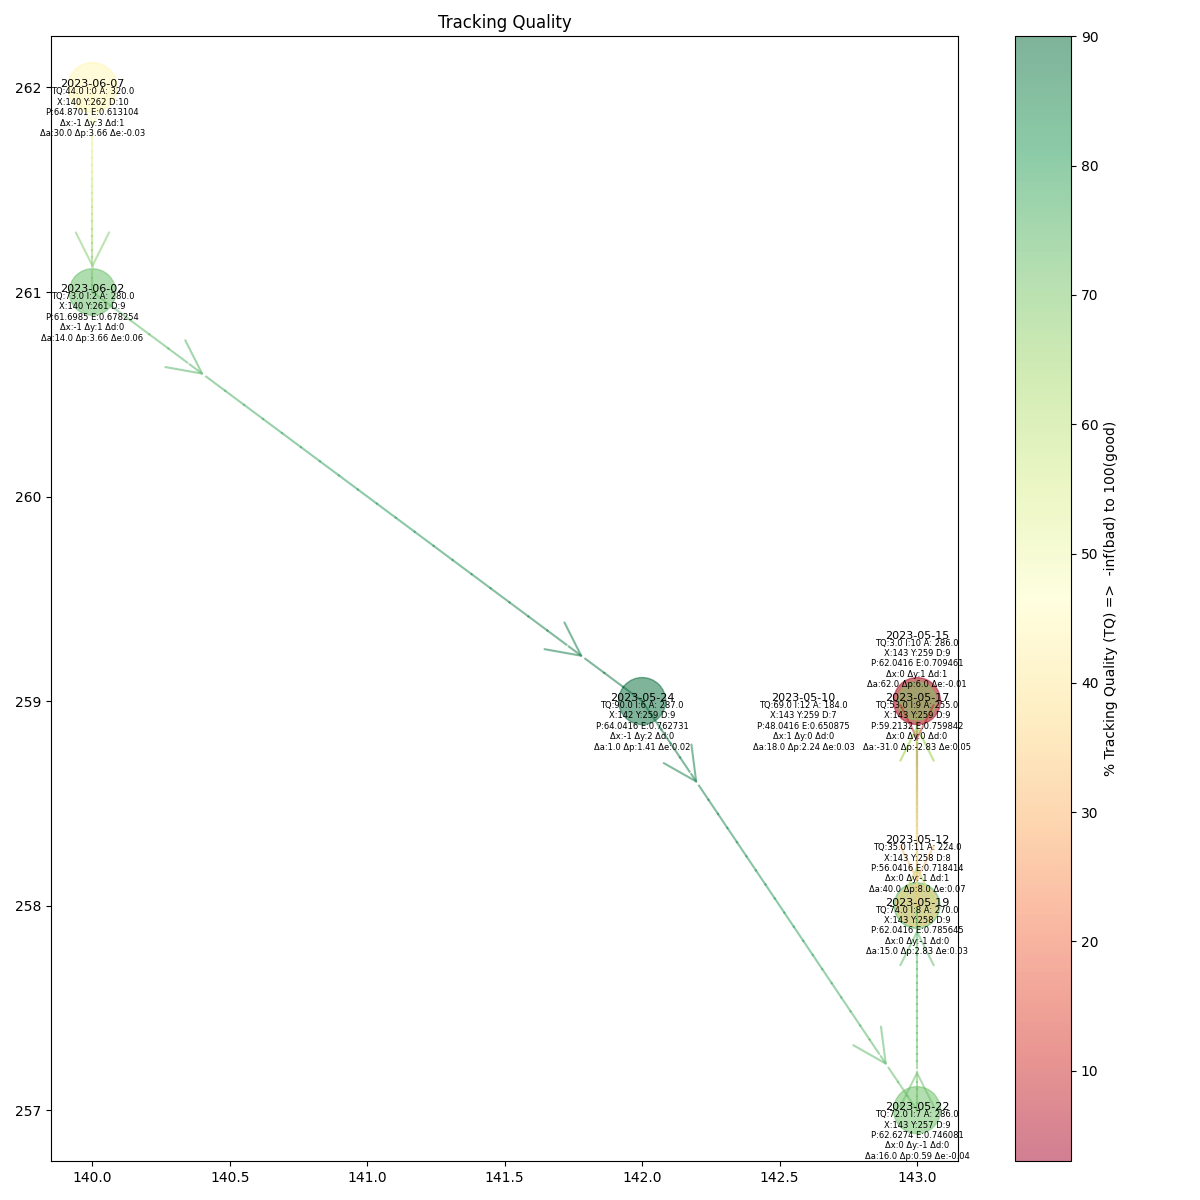 Tracking Quality
262
261
260
259
258
257
2023-06-07
TQ:44.0 I:0 A: 320.0
X:140 Y:262 D:10
P:64.8701 E:0.613104
Δx:-1 Δy:3 Δd:1
Δa:30.0 Δp:3.66 Δe:-0.03
2023-06-02
TQ:73.0 I:2 A: 280.0
X:140 Y:261 D:9
P:61.6985 E:0.678254
Δx:-1 Δy:1 Δd:0
Δa:14.0 Δp:3.66 Δe:0.06
2023-05-24
TQ:90.0 I:6 A: 287.0
X:142 Y:259 D:9
P:64.0416 E:0.762731
Δx:-1 Δy:2 Δd:0
Δa:1.0 Δp:1.41 Δe:0.02
2023-05-10
TQ:69.0 I:12 A: 184.0
X:143 Y:259 D:7
P:48.0416 E:0.650875
Δx:1 Δy:0 Δd:0
Δa:18.0 Δp:2.24 Δe:0.03
2023-05-15
TQ:3.0 I:10 A: 286.0
X:143 Y:259 D:9
P:62.0416 E:0.709461
Δx:0 Δy:1 Δd:1
Δa:62.0 Δp:6.0 Δe:-0.01
2023-05-17
TQ:53.0 I:9 A: 255.0
X:143 Y:259 D:9
P:59.2132 E:0.759842
Δx:0 Δy:0 Δd:0
Δa:-31.0 Δp:-2.83 Δe:0.05
2023-05-12
TQ:35.0 I:11 A: 224.0
X:143 Y:258 D:8
P:56.0416 E:0.718414
Δx:0 Δy:-1 Δd:1
Δa:40.0 Δp:8.0 Δe:0.07
2023-05-19
TQ:74.0 I:8 A: 270.0
X:143 Y:258 D:9
P:62.0416 E:0.785645
Δx:0 Δy:-1 Δd:0
Δa:15.0 Δp:2.83 Δe:0.03
2023-05-22
TQ:72.0 I:7 A: 286.0
X:143 Y:257 D:9
P:62.6274 E:0.746081
Δx:0 Δy:-1 Δd:0
Δa:16.0 Δp:0.59 Δe:-0.04
140.0 140.5 141.0 141.5 142.0 142.5 143.0
90
80
70
60
50
40
30
20
10
% Tracking Quality (TQ) => -inf(bad) to 100(good)